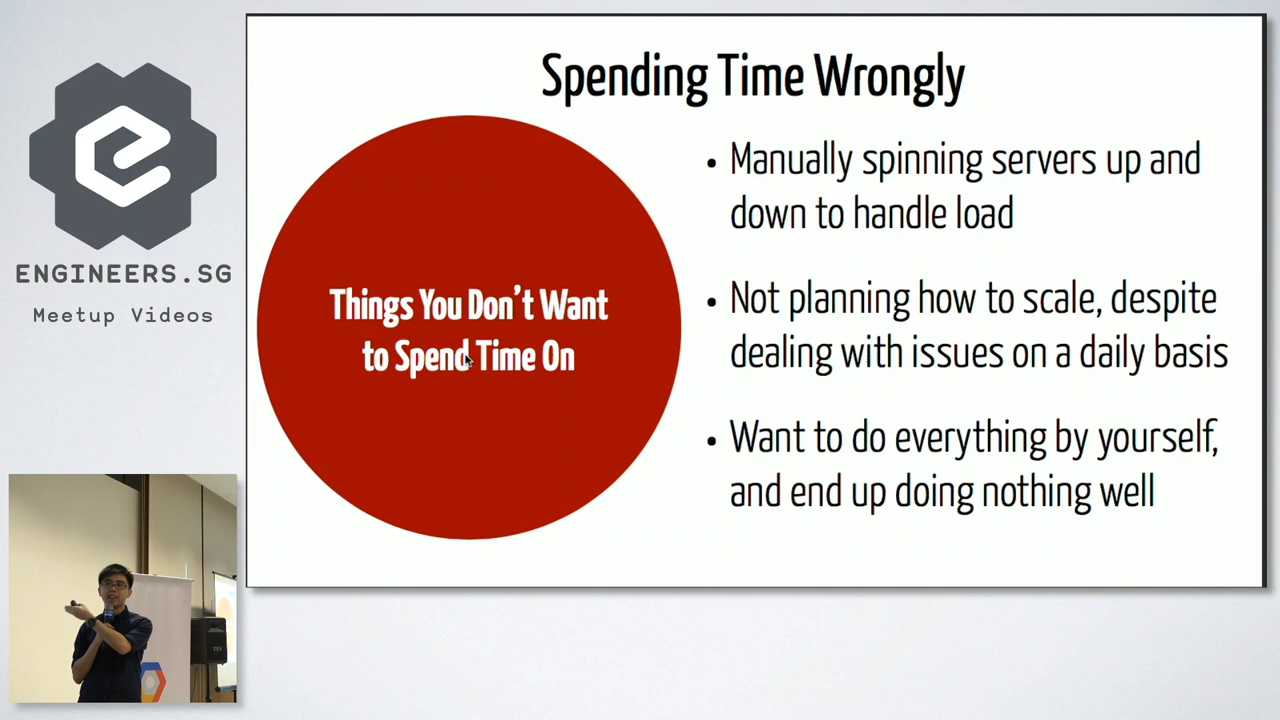 Spending Time Wrongly
Things You Don't Want
to Spend Time On
• Manually spinning servers up and
down to handle load
• Not planning how to scale, despite
dealing with issues on a daily basis
• Want to do everything by yourself,
and end up doing nothing well
ENGINEERS.SG
Meetup Videos